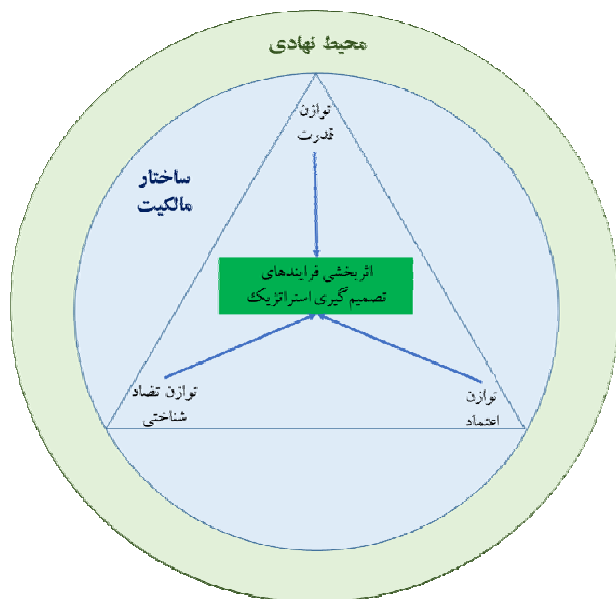 محیط نهادی
توازن
قدرت
ساختار
مالکیت
اثربخشی فرایندهای
تصمیم‌گیری استراتژیک
توازن تضاد
شناختی
توازن
اعتماد